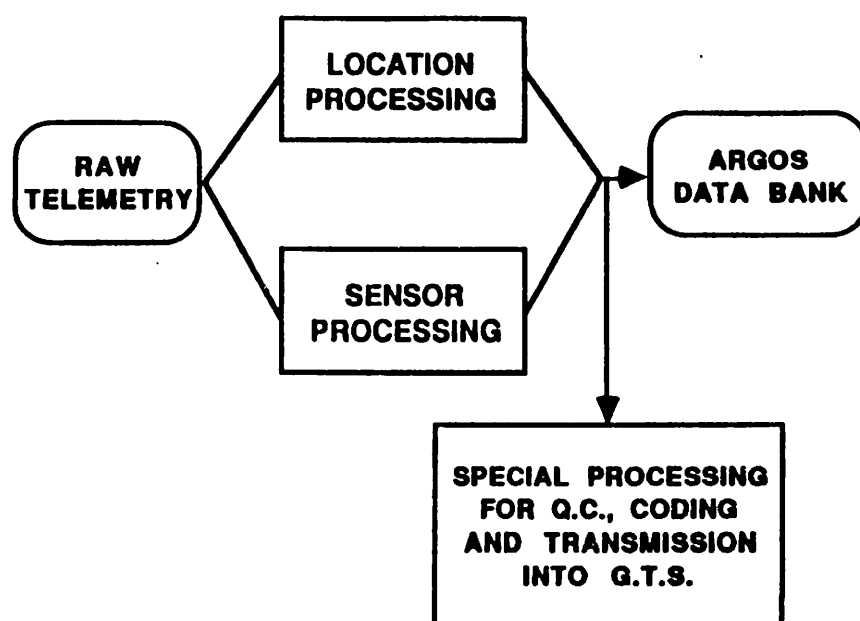 LOCATION
PROCESSING
RAW
TELEMETRY
ARGOS
DATA BANK
SENSOR
PROCESSING
SPECIAL PROCESSING
FOR Q.C., CODING
AND TRANSMISSION
INTO G.T.S.